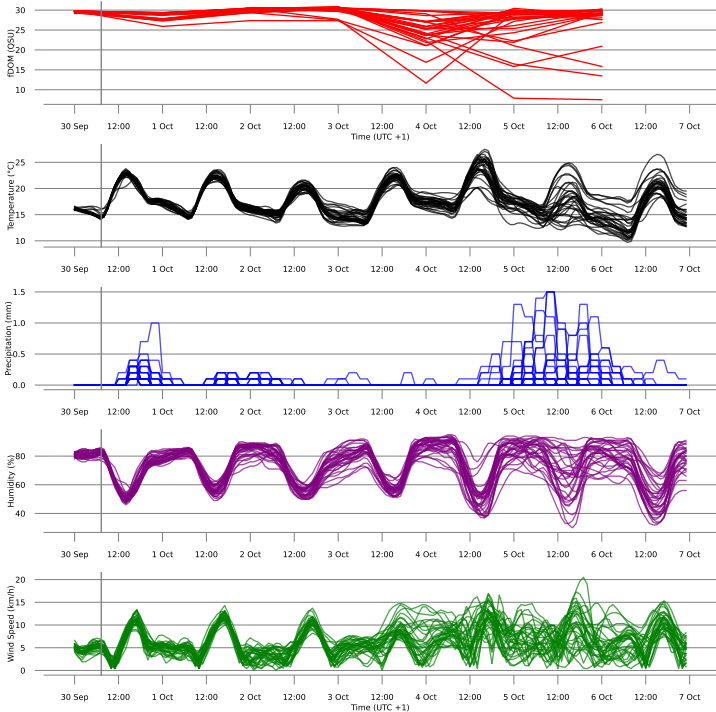 30
25
20
15
10
fDOM (QSU)
30 Sep 12:00 1 Oct 12:00 2 Oct 12:00 3 Oct 12:00 4 Oct 12:00 5 Oct 12:00 6 Oct 12:00 7 Oct
Time (UTC +1)
25
20
15
10
Temperature (°C)
30 Sep 12:00 1 Oct 12:00 2 Oct 12:00 3 Oct 12:00 4 Oct 12:00 5 Oct 12:00 6 Oct 12:00 7 Oct
1.5
1.0
0.5
0.0
Precipitation (mm)
30 Sep 12:00 1 Oct 12:00 2 Oct 12:00 3 Oct 12:00 4 Oct 12:00 5 Oct 12:00 6 Oct 12:00 7 Oct
80
60
40
Humidity (%)
30 Sep 12:00 1 Oct 12:00 2 Oct 12:00 3 Oct 12:00 4 Oct 12:00 5 Oct 12:00 6 Oct 12:00 7 Oct
20
15
10
5
0
Wind Speed (km/h)
30 Sep 12:00 1 Oct 12:00 2 Oct 12:00 3 Oct 12:00 4 Oct 12:00 5 Oct 12:00 6 Oct 12:00 7 Oct
Time (UTC +1)